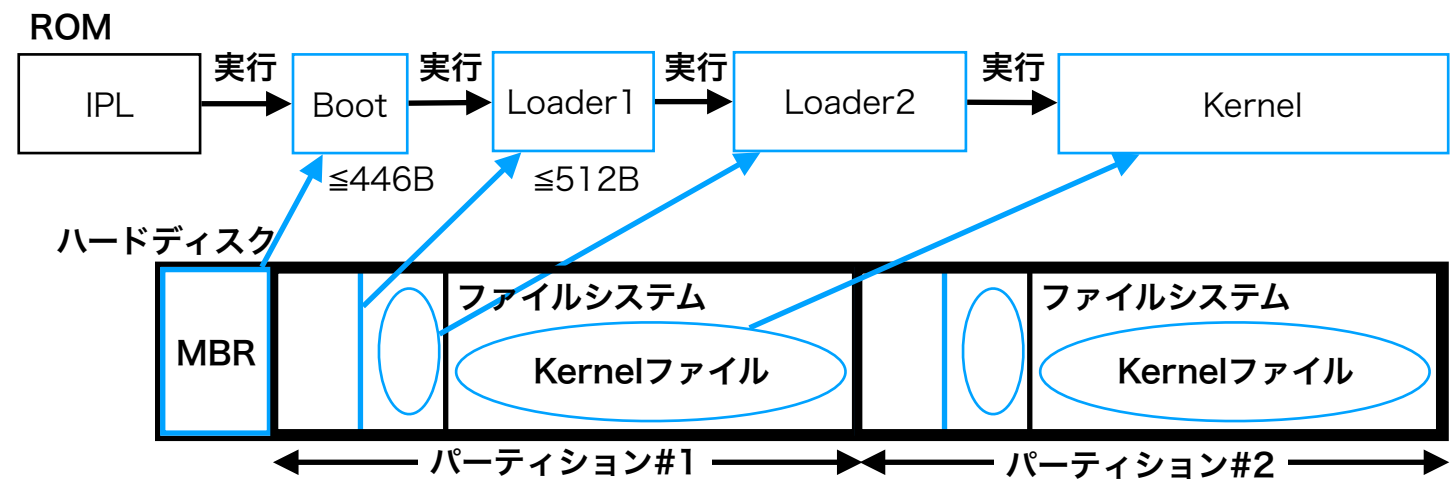 ROM
実行 実行 実行 実行
IPL Boot Loader1 Loader2 Kernel
≦446B ≦512B
ハードディスク
ファイルシステム ファイルシステム
MBR Kernelファイル Kernelファイル
パーティション#1 パーティション#2